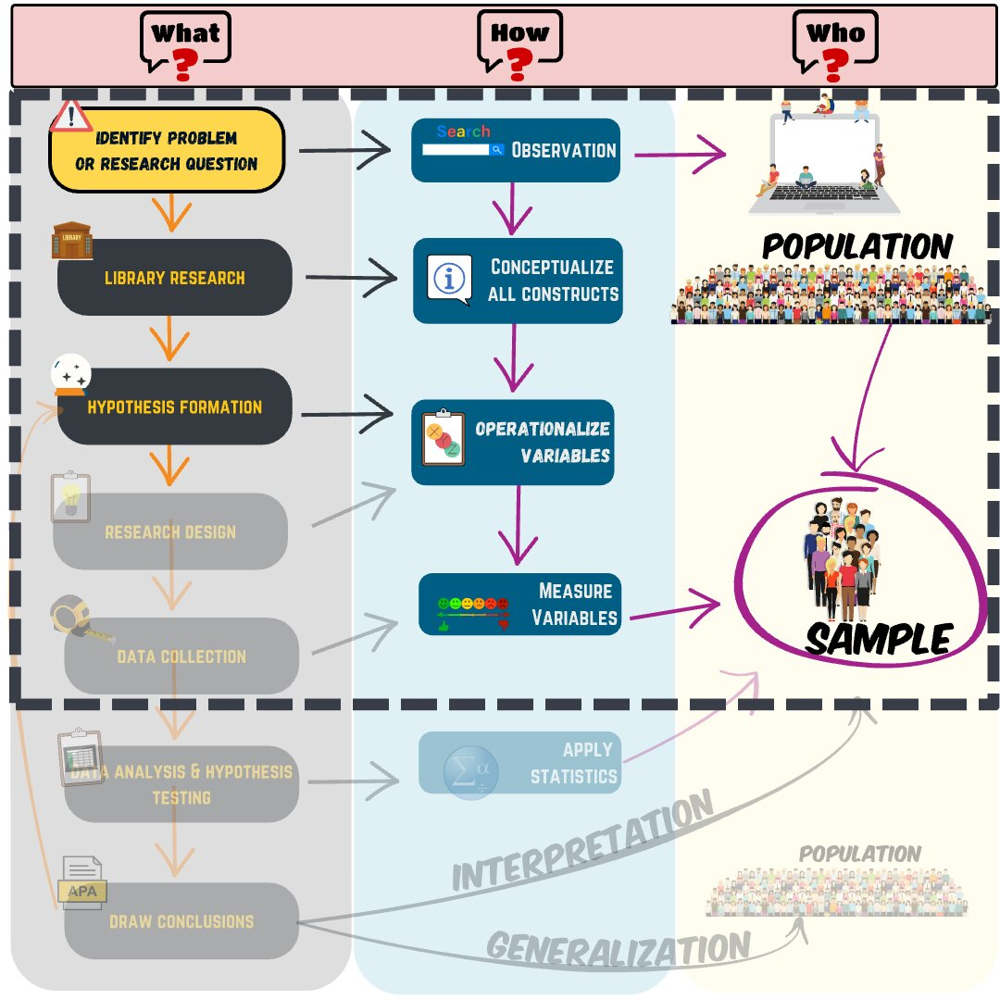 What
?
How
?
Who
?
IDENTIFY PROBLEM
OR RESEARCH QUESTION
Search
OBSERVATION
LIBRARY
LIBRARY RESEARCH
CONCEPTUALIZE
ALL CONSTRUCTS
POPULATION
HYPOTHESIS FORMATION
X
Y
Z
OPERATIONALIZE
VARIABLES
RESEARCH DESIGN
MEASURE
VARIABLES
SAMPLE
DATA COLLECTION
DATA ANALYSIS & HYPOTHESIS
TESTING
Σ α
÷
APPLY
STATISTICS
INTERPRETATION
POPULATION
APA
DRAW CONCLUSIONS
GENERALIZATION